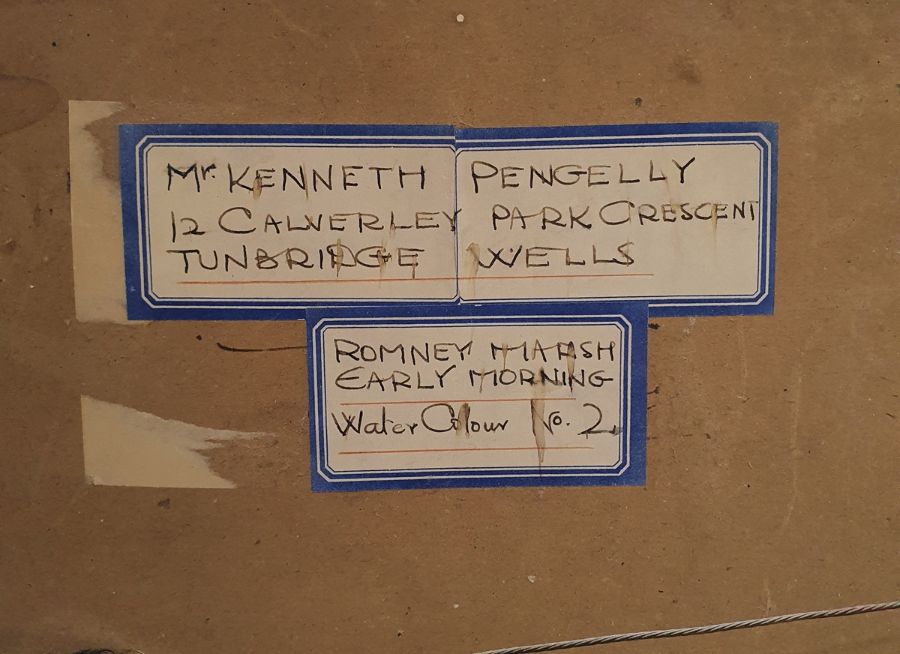 Mr. KENNETH PENGELLY
12 CALVERLEY PARK CRESCENT
TUNBRIDGE WELLS
ROMNEY MARSH
EARLY MORNING
Water Colour No. 2.